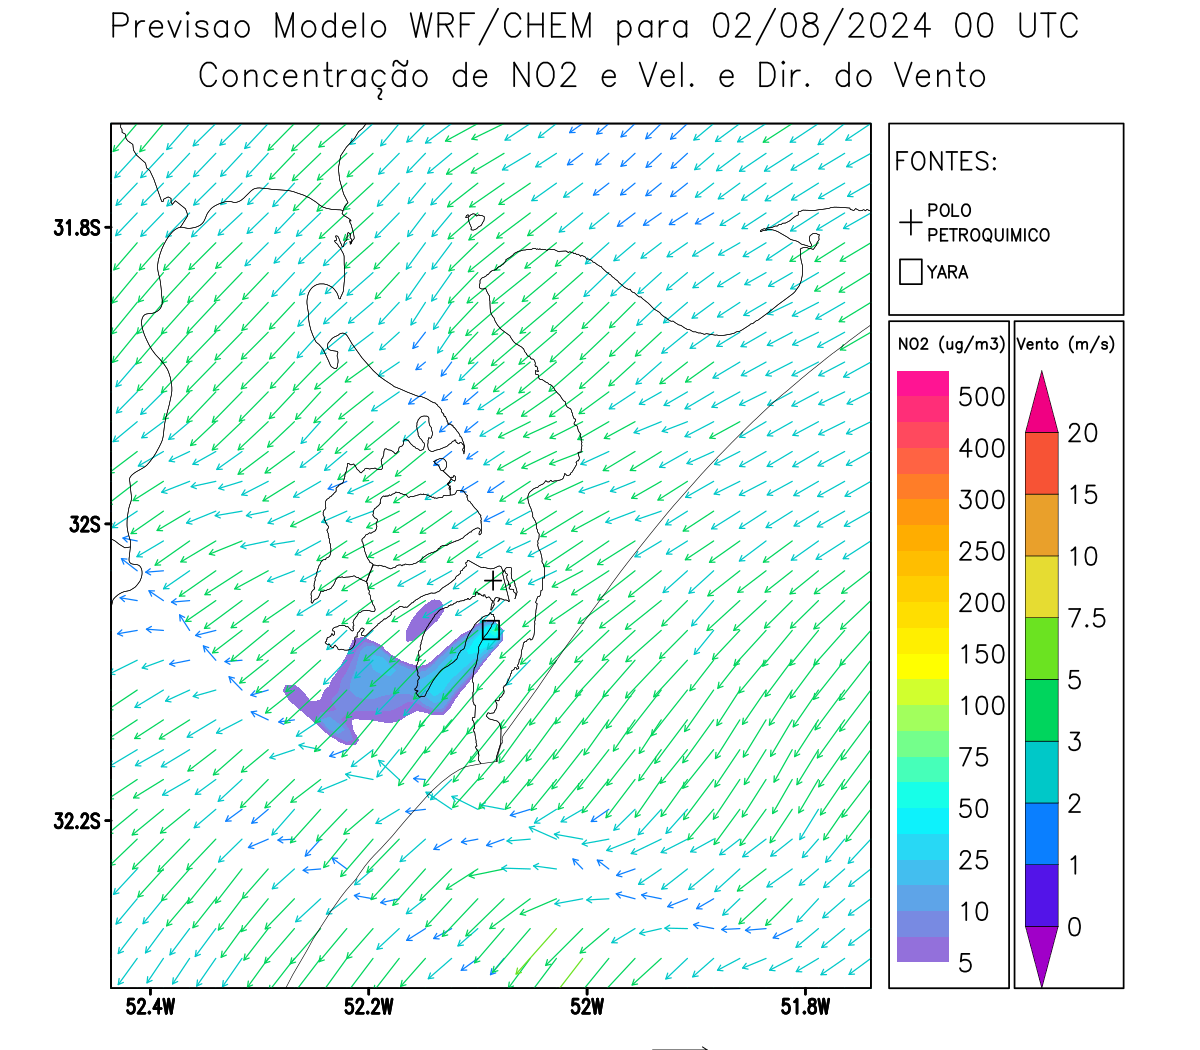 Previsao Modelo WRF/CHEM para 02/08/2024 00 UTC
Concentração de NO2 e Vel. e Dir. do Vento
FONTES:
POLO
PETROQUIMICO
YARA
NO2 (ug/m3)
500
400
300
250
200
150
100
75
50
25
10
5
Vento (m/s)
20
15
10
7.5
5
3
2
1
0
31.8S
32S
32.2S
52.4W
52.2W
52W
51.8W